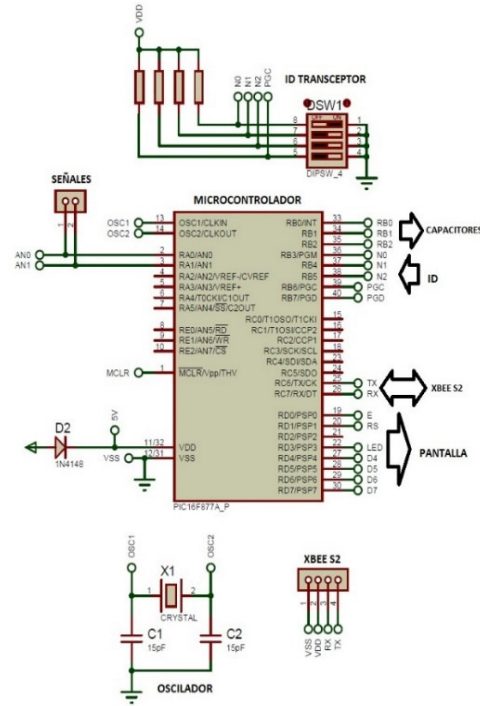 VDD
N0
N1
N2
PGC
ID TRANSCEPTOR
DSW1
OFF ON
8 1
7 2
6 3
5 4
DIPSW_4
SEÑALES
1
2
AN0
AN1
MICROCONTROLADOR
OSC1 13 OSC1/CLKIN
OSC2 14 OSC2/CLKOUT
2 RA0/AN0
3 RA1/AN1
4 RA2/AN2/VREF-/CVREF
5 RA3/AN3/VREF+
6 RA4/T0CKI/C1OUT
7 RA5/AN4/SS/C2OUT
8 RE0/AN5/RD
9 RE1/AN6/WR
10 RE2/AN7/CS
MCLR 1 MCLR/Vpp/THV
11/32 VDD
12/31 VSS
RB0/INT 33 RB0
RB1 34 RB1
RB2 35 RB2
RB3/PGM 36 N0
RB4 37 N1
RB5 38 N2
RB6/PGC 39 PGC
RB7/PGD 40 PGD
RC0/T1OSO/T1CKI 15
RC1/T1OSI/CCP2 16
RC2/CCP1 17
RC3/SCK/SCL 18
RC4/SDI/SDA 23
RC5/SDO 24
RC6/TX/CK 25 TX
RC7/RX/DT 26 RX
RD0/PSP0 19 E
RD1/PSP1 20 RS
RD2/PSP2 21
RD3/PSP3 22 LED
RD4/PSP4 27 D4
RD5/PSP5 28 D5
RD6/PSP6 29 D6
RD7/PSP7 30 D7
PIC16F877A_P
CAPACITORES
ID
XBEE S2
PANTALLA
D2
1N4148
5V
VSS
OSC1
OSC2
X1
1 2
CRYSTAL
C1
15pF
C2
15pF
OSCILADOR
XBEE S2
1
2
3
4
VSS
VDD
RX
TX